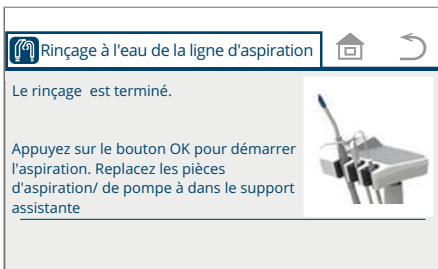 Rinçage à l'eau de la ligne d'aspiration
Le rinçage est terminé.
Appuyez sur le bouton OK pour démarrer
l'aspiration. Replacez les pièces
d'aspiration/ de pompe à dans le support
assistante